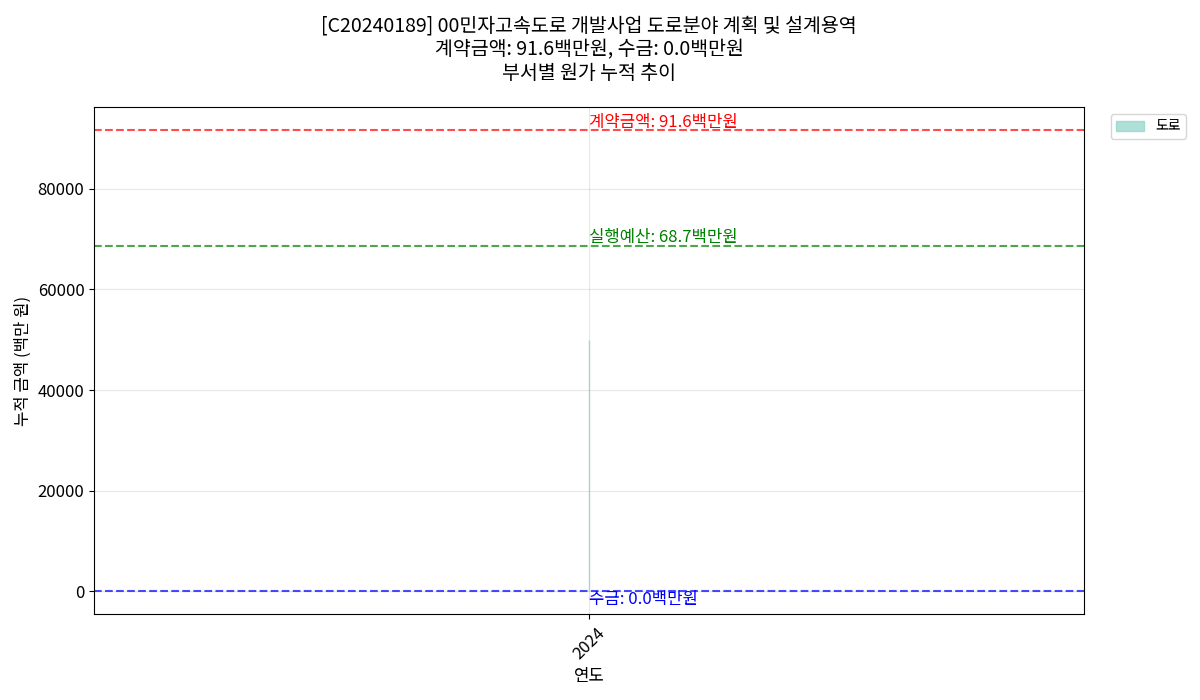 [C20240189] 00민자고속도로 개발사업 도로분야 계획 및 설계용역
계약금액: 91.6백만원, 수금: 0.0백만원
부서별 원가 누적 추이
계약금액: 91.6백만원
도로
80000
실행예산: 68.7백만원
60000
누적 금액 (백만 원)
40000
20000
0
수금: 0.0백만원
2024
연도